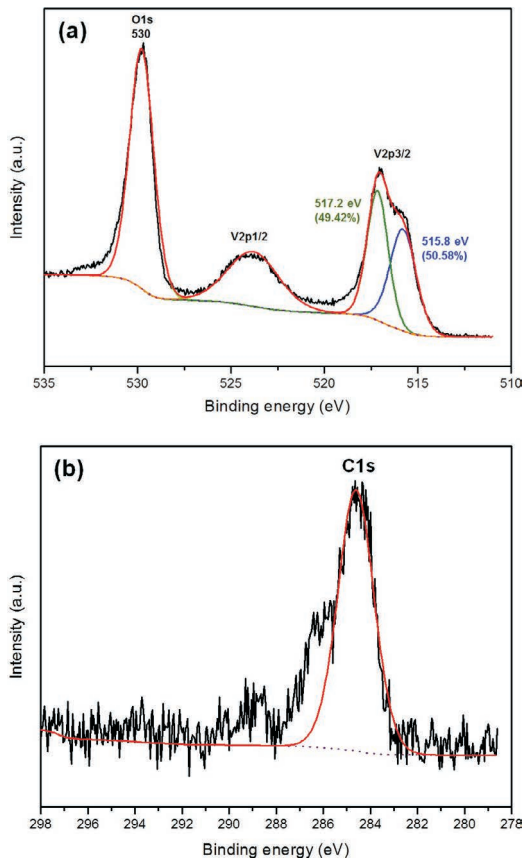 (a)
O1s
530
V2p1/2
V2p3/2
517.2 eV
(49.42%)
515.8 eV
(50.58%)
Intensity (a.u.)
535 530 525 520 515 510
Binding energy (eV)
(b)
C1s
Intensity (a.u.)
298 296 294 292 290 288 286 284 282 280 278
Binding energy (eV)